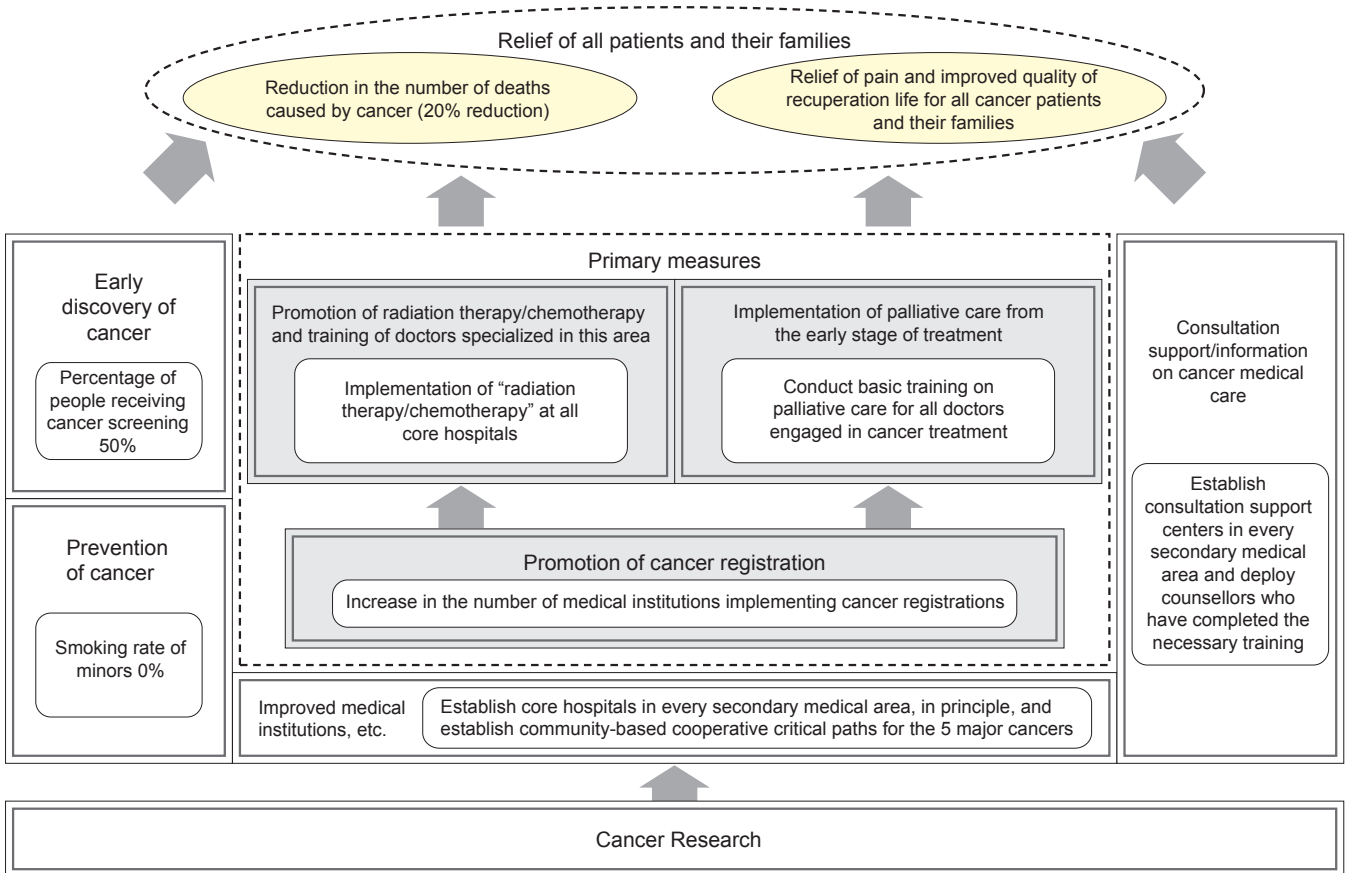 Relief of all patients and their families
Reduction in the number of deaths
caused by cancer (20% reduction)
Relief of pain and improved quality of
recuperation life for all cancer patients
and their families
Early
discovery of
cancer
Percentage of
people receiving
cancer screening
50%
Prevention
of cancer
Smoking rate of
minors 0%
Primary measures
Promotion of radiation therapy/chemotherapy
and training of doctors specialized in this area
Implementation of “radiation
therapy/chemotherapy” at all
core hospitals
Implementation of palliative care from
the early stage of treatment
Conduct basic training on
palliative care for all doctors
engaged in cancer treatment
Promotion of cancer registration
Increase in the number of medical institutions implementing cancer registrations
Improved medical
institutions, etc.
Establish core hospitals in every secondary medical area, in principle, and
establish community-based cooperative critical paths for the 5 major cancers
Consultation
support/information
on cancer medical
care
Establish
consultation support
centers in every
secondary medical
area and deploy
counsellors who
have completed the
necessary training
Cancer Research